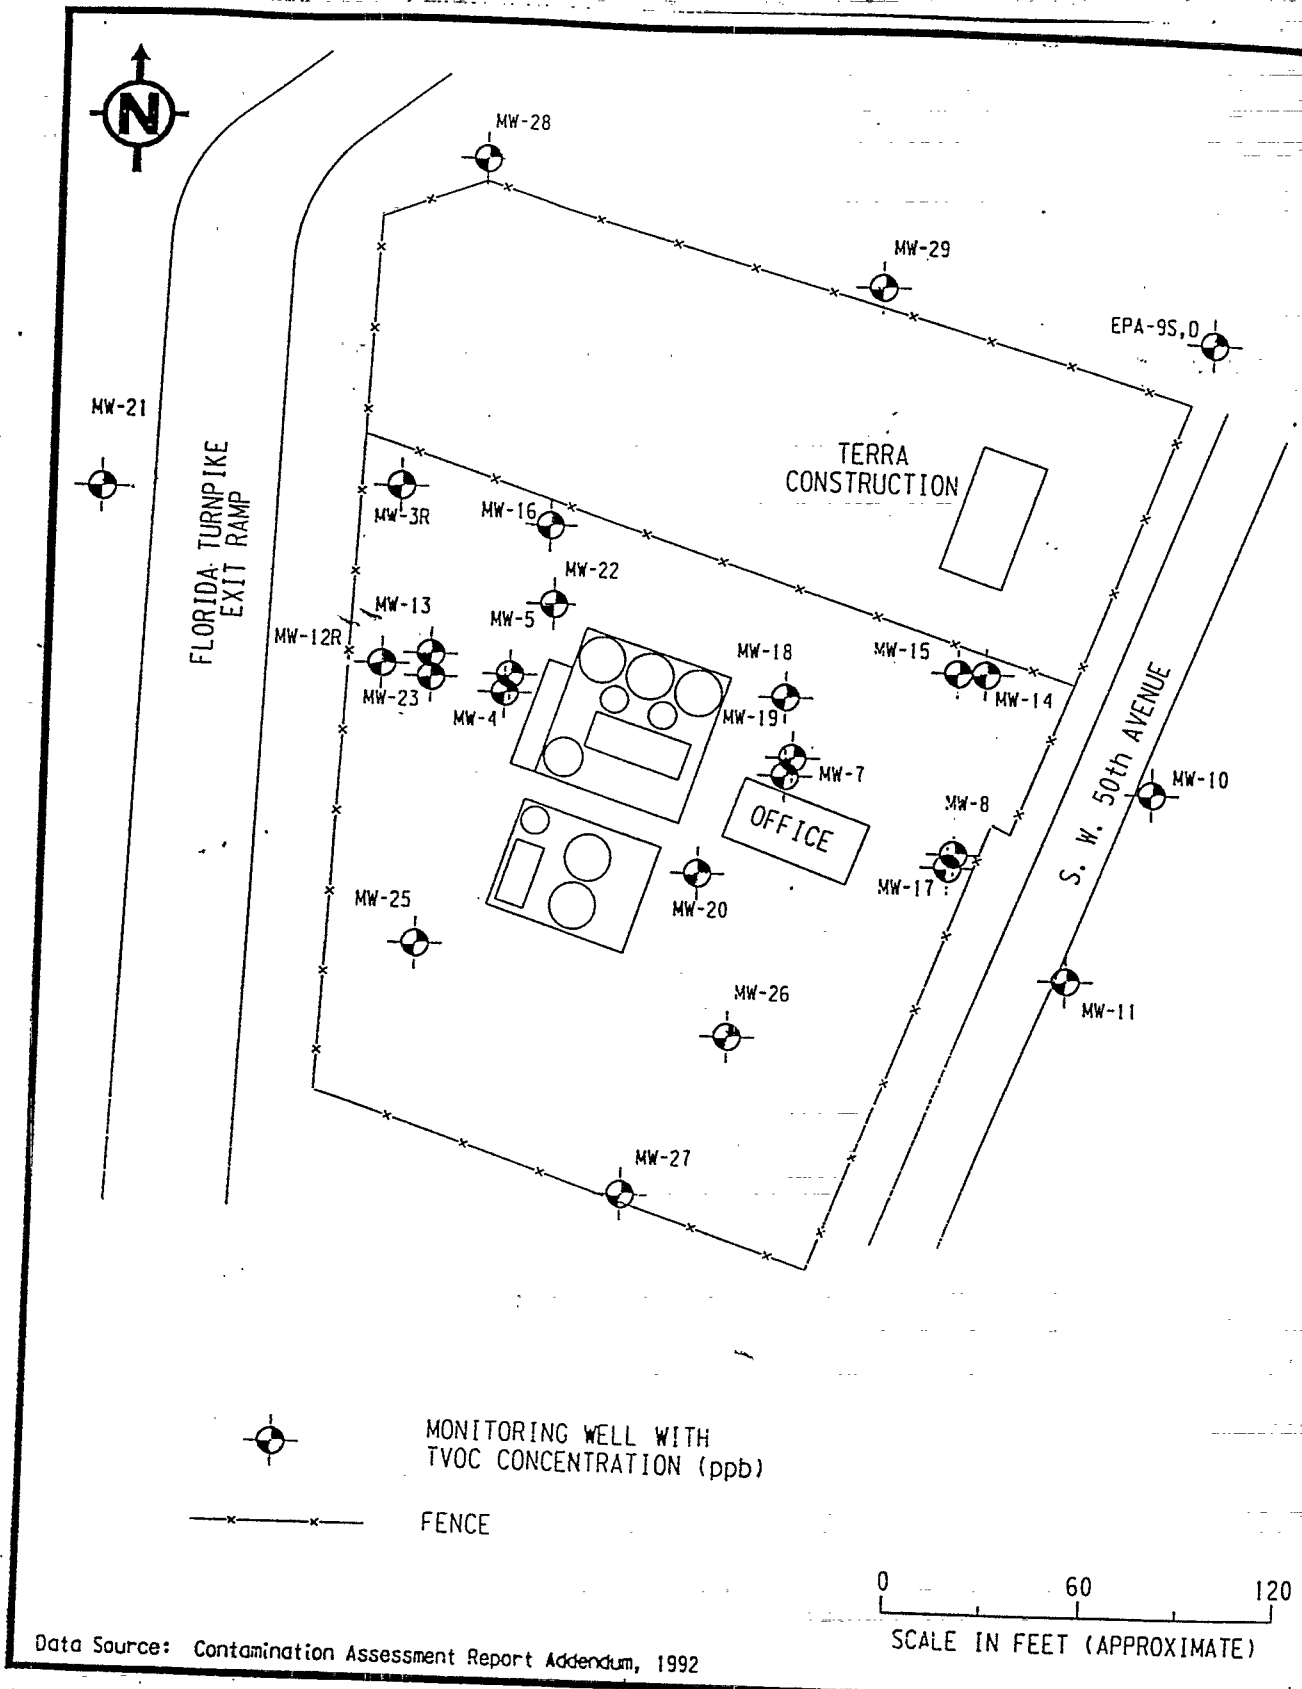 N
MW-28
MW-29
EPA-9S,D
MW-21
TERRA
CONSTRUCTION
FLORIDA TURNPIKE
EXIT RAMP
MW-3R
MW-16
MW-22
MW-13
MW-5
MW-12R
MW-18
MW-15
MW-23
MW-4
MW-19
MW-14
MW-7
S. W. 50th AVENUE
MW-10
MW-8
OFFICE
MW-17
MW-25
MW-20
MW-26
MW-11
MW-27
MONITORING WELL WITH
TVOC CONCENTRATION (ppb)
FENCE
0 60 120
SCALE IN FEET (APPROXIMATE)
Data Source: Contamination Assessment Report Addendum, 1992